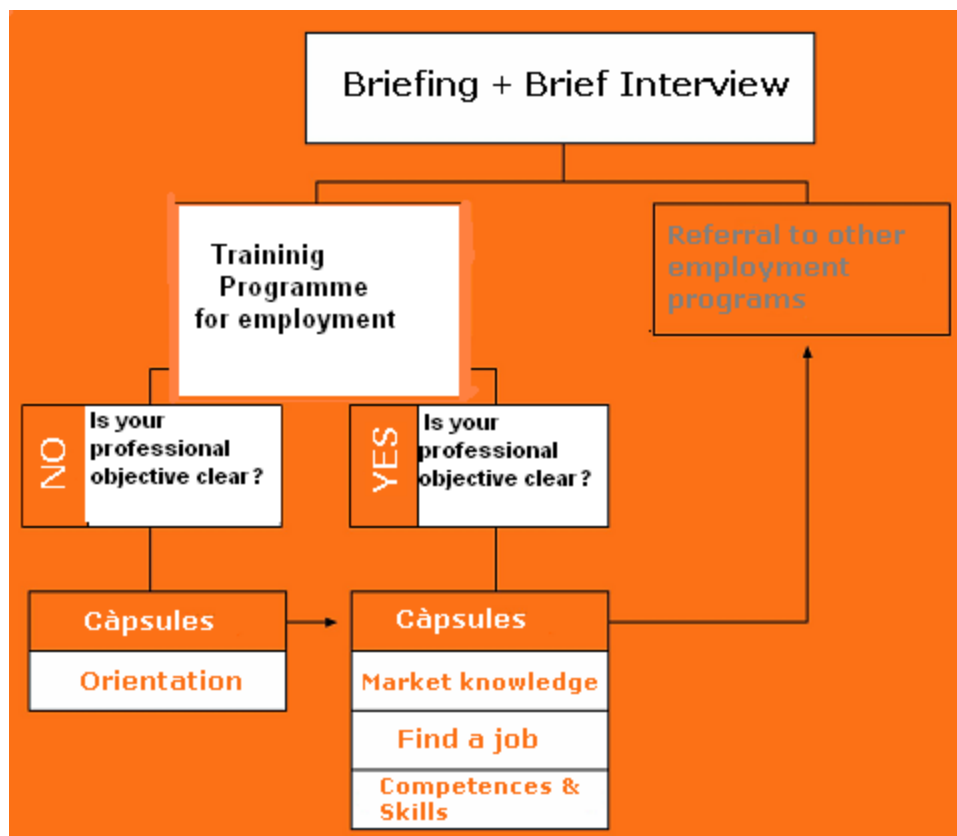 Briefing + Brief Interview
Traininig
Programme
for employment
Referral to other
employment
programs
NO
Is your
professional
objective clear?
YES
Is your
professional
objective clear?
Càpsules
Orientation
Càpsules
Market knowledge
Find a job
Competences &
Skills